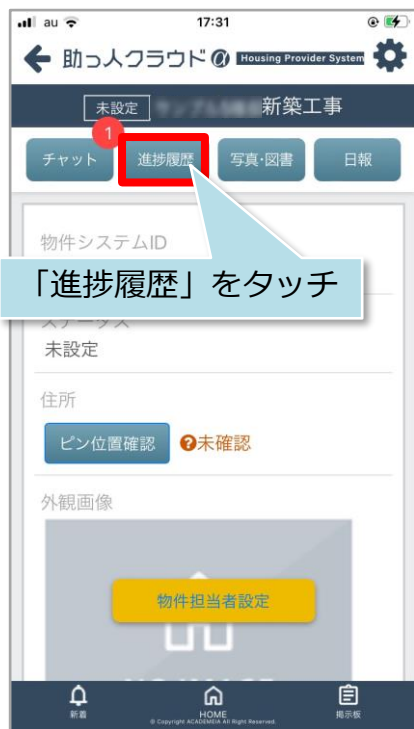 au 17:31
助っ人クラウドα Housing Provider System
未設定 新築工事
1
チャット 進捗履歴 写真・図書 日報
物件システムID
「進捗履歴」をタッチ
ステータス
未設定
住所
ピン位置確認 ?未確認
外観画像
物件担当者設定
新着 HOME 掲示板
© Copyright ACADEMEIA All Right Reserved.